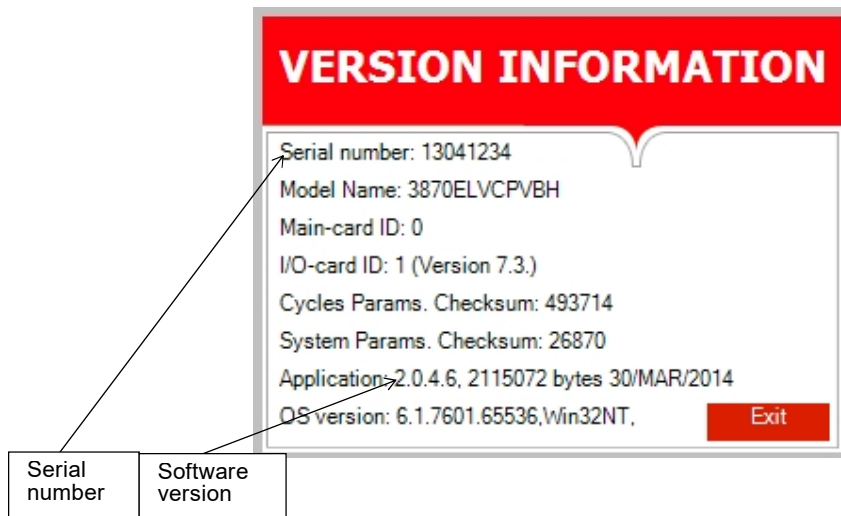 VERSION INFORMATION
Serial number: 13041234
Model Name: 3870ELVCPVBH
Main-card ID: 0
I/O-card ID: 1 (Version 7.3.)
Cycles Params. Checksum: 493714
System Params. Checksum: 26870
Application: 2.0.4.6, 2115072 bytes 30/MAR/2014
OS version: 6.1.7601.65536,Win32NT,
Exit
Serial
number
Software
version